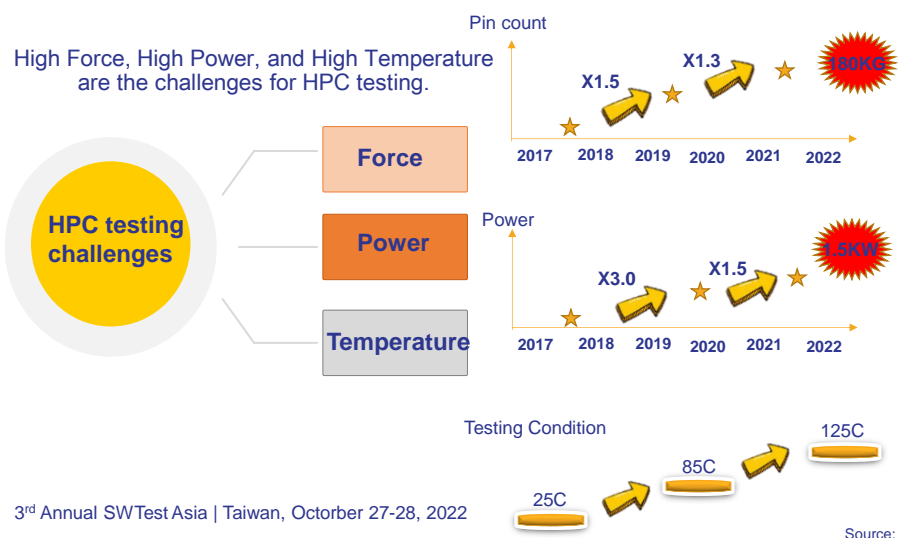 High Force, High Power, and High Temperature
are the challenges for HPC testing.
HPC testing
challenges
Force
Power
Temperature
Pin count
X1.5
X1.3
180KG
2017 2018 2019 2020 2021 2022
Power
X3.0
X1.5
1.5KW
2017 2018 2019 2020 2021 2022
Testing Condition
25C
85C
125C
3rd Annual SWTest Asia | Taiwan, Octorber 27-28, 2022
Source: